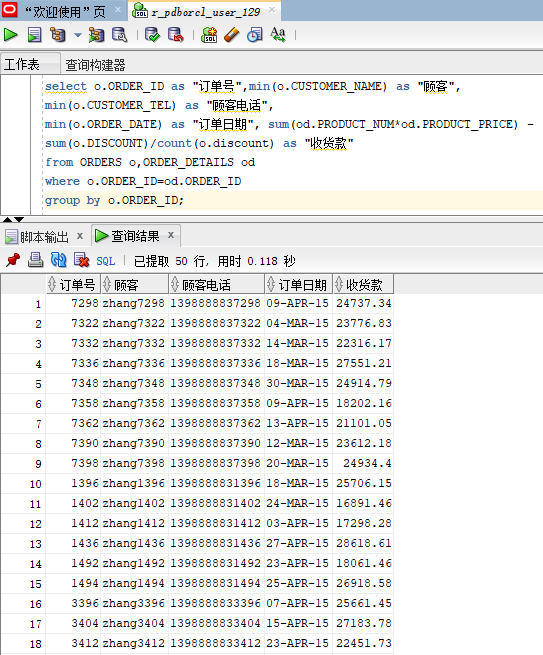 “欢迎使用”页 r_pdborcl_user_129
SQL SQL Aa
工作表 查询构建器
select o.ORDER_ID as "订单号",min(o.CUSTOMER_NAME) as "顾客",
min(o.CUSTOMER_TEL) as "顾客电话",
min(o.ORDER_DATE) as "订单日期", sum(od.PRODUCT_NUM*od.PRODUCT_PRICE) -
sum(o.DISCOUNT)/count(o.discount) as "收货款"
from ORDERS o,ORDER_DETAILS od
where o.ORDER_ID=od.ORDER_ID
group by o.ORDER_ID;
脚本输出 x 查询结果 x
SQL | 已提取 50 行, 用时 0.118 秒
订单号 顾客 顾客电话 订单日期 收货款
1 7298 zhang7298 1398888837298 09-APR-15 24737.34
2 7322 zhang7322 1398888837322 04-MAR-15 23776.83
3 7332 zhang7332 1398888837332 14-MAR-15 22316.17
4 7336 zhang7336 1398888837336 18-MAR-15 27551.21
5 7348 zhang7348 1398888837348 30-MAR-15 24914.79
6 7358 zhang7358 1398888837358 09-APR-15 18202.16
7 7362 zhang7362 1398888837362 13-APR-15 21101.05
8 7390 zhang7390 1398888837390 12-MAR-15 23612.18
9 7398 zhang7398 1398888837398 20-MAR-15 24934.4
10 1396 zhang1396 1398888831396 18-MAR-15 25706.15
11 1402 zhang1402 1398888831402 24-MAR-15 16891.46
12 1412 zhang1412 1398888831412 03-APR-15 17298.28
13 1436 zhang1436 1398888831436 27-APR-15 28618.61
14 1492 zhang1492 1398888831492 23-APR-15 18061.46
15 1494 zhang1494 1398888831494 25-APR-15 26918.58
16 3396 zhang3396 1398888833396 07-APR-15 25661.45
17 3404 zhang3404 1398888833404 15-APR-15 27183.78
18 3412 zhang3412 1398888833412 23-APR-15 22451.73